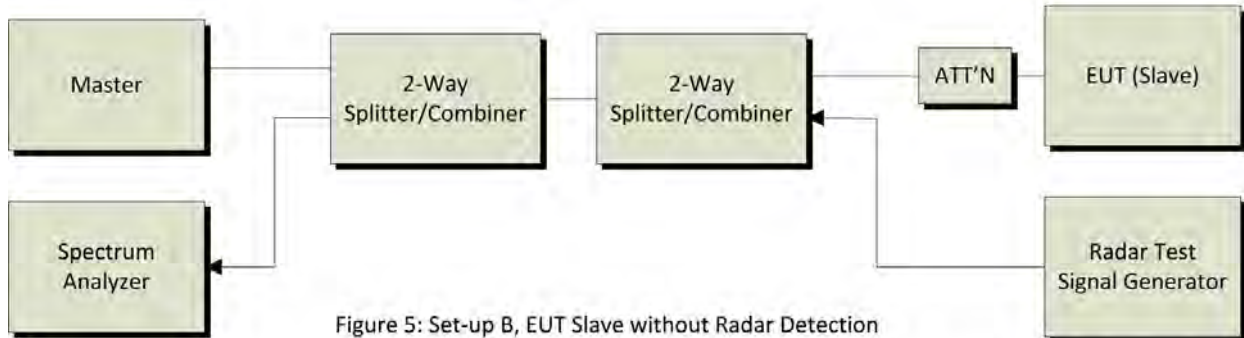 Master
2-Way
Splitter/Combiner
2-Way
Splitter/Combiner
ATT'N
EUT (Slave)
Spectrum
Analyzer
Radar Test
Signal Generator
Figure 5: Set-up B, EUT Slave without Radar Detection